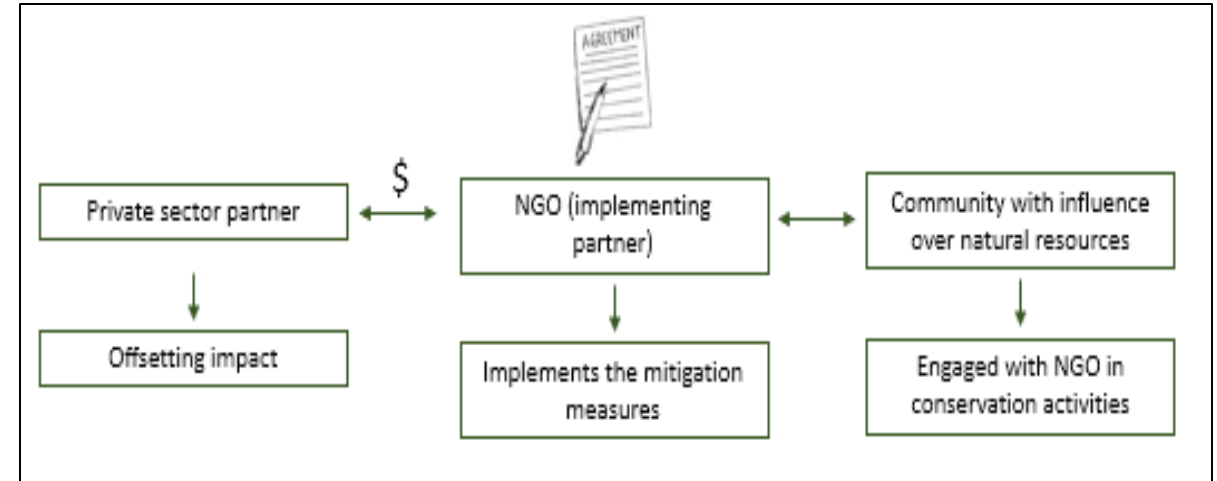 AGREEMENT
$
Private sector partner
NGO (implementing
partner)
Community with influence
over natural resources
Offsetting impact
Implements the mitigation
measures
Engaged with NGO in
conservation activities